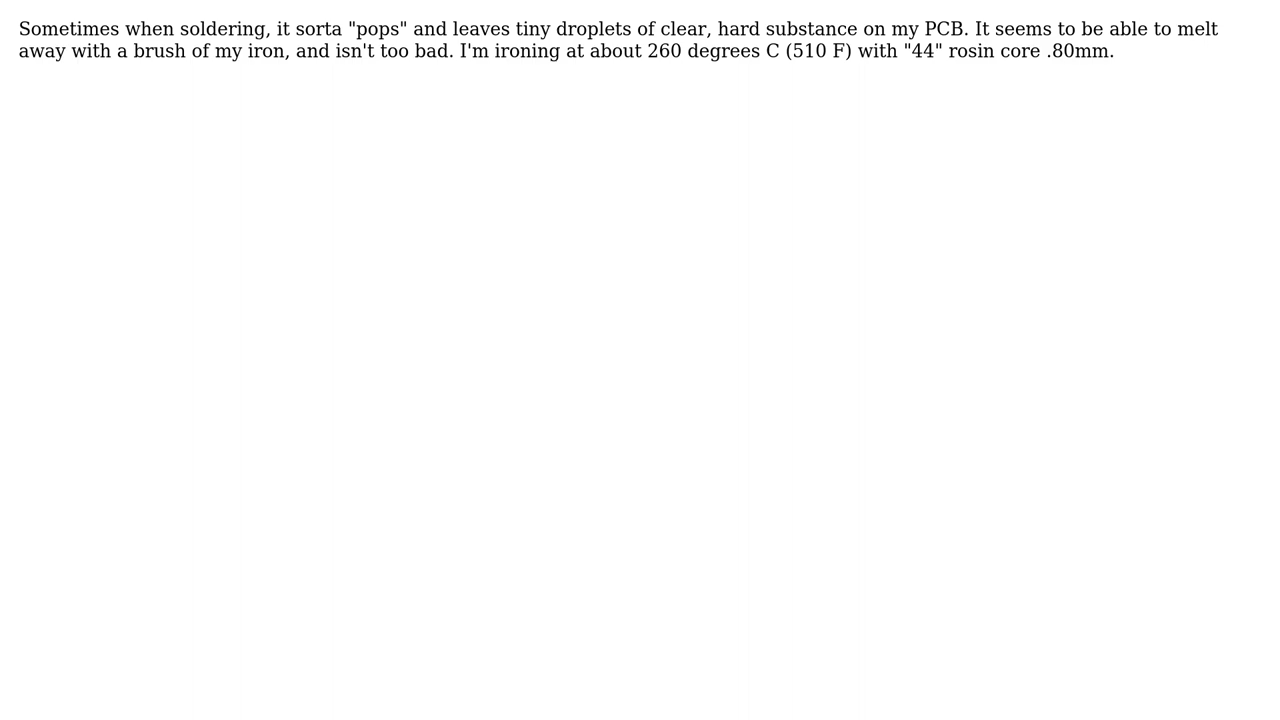 Sometimes when soldering, it sorta "pops" and leaves tiny droplets of clear, hard substance on my PCB. It seems to be able to melt
away with a brush of my iron, and isn't too bad. I'm ironing at about 260 degrees C (510 F) with "44" rosin core .80mm.